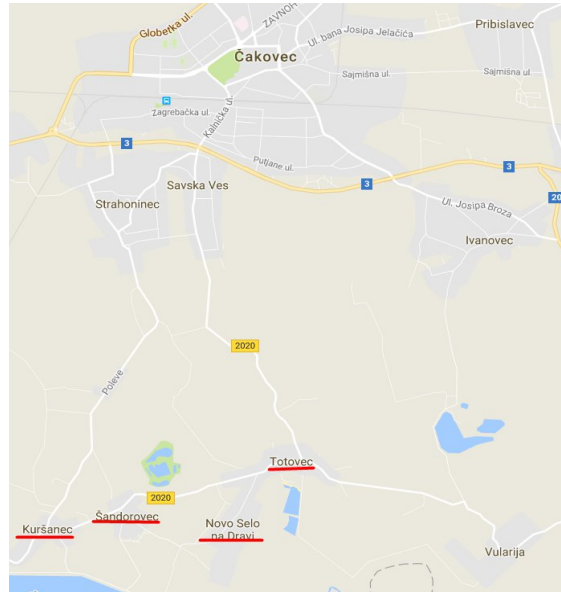 ZAVNOH
Pribislavec
Globetka ul.
Ul. bana Josipa Jelačića
Čakovec
Sajmišna ul.
Sajmišna ul.
Zagrebačka ul.
Kalnička ul.
3
Putjane ul.
3
3
20
Savska Ves
Strahoninec
Ul. Josipa Broza
Ivanovec
2020
Poleve
Totovec
2020
Šandorovec
Novo Selo
na Dravi
Kuršanec
Vularija